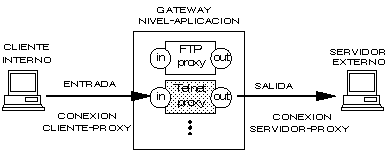 GATEWAY
NIVEL-APLICACION
CLIENTE
INTERNO
FTP
proxy
in
out
SERVIDOR
EXTERNO
ENTRADA
Telnet
proxy
in
out
SALIDA
CONEXION
CLIENTE-PROXY
CONEXION
SERVIDOR-PROXY